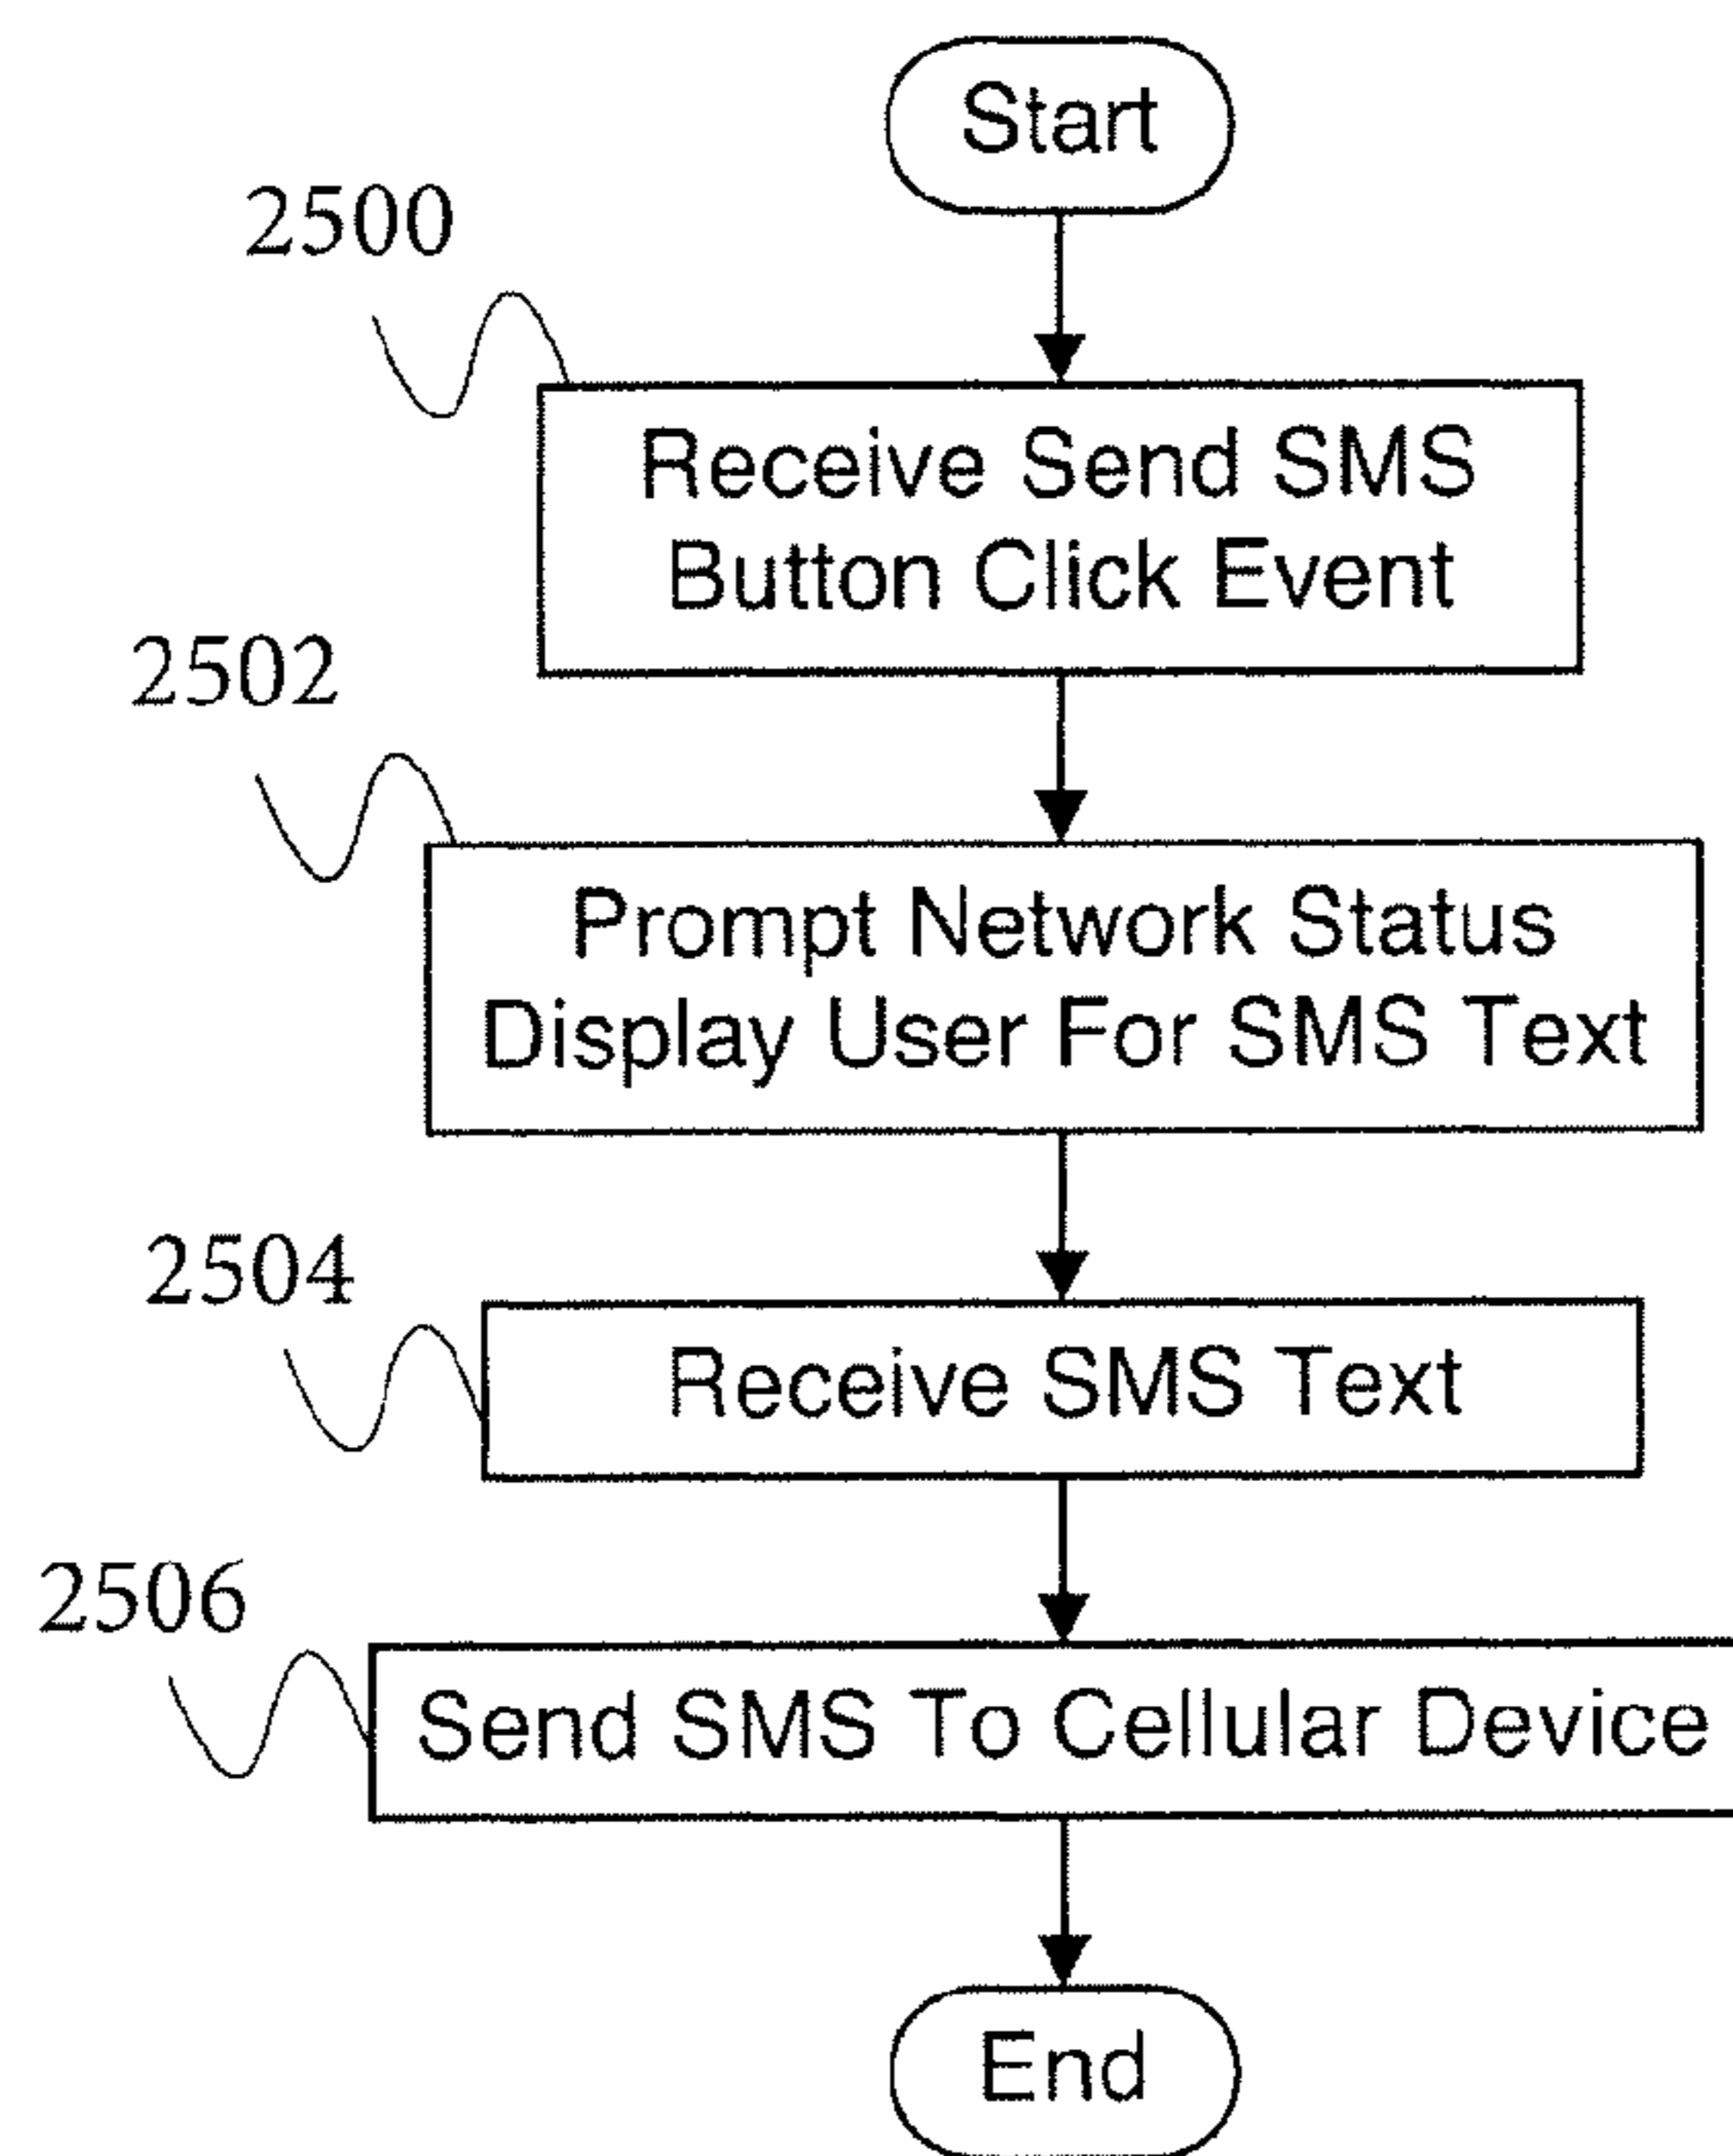 Start
2500
Receive Send SMS
Button Click Event
2502
Prompt Network Status
Display User For SMS Text
2504
Receive SMS Text
2506
Send SMS To Cellular Device
End